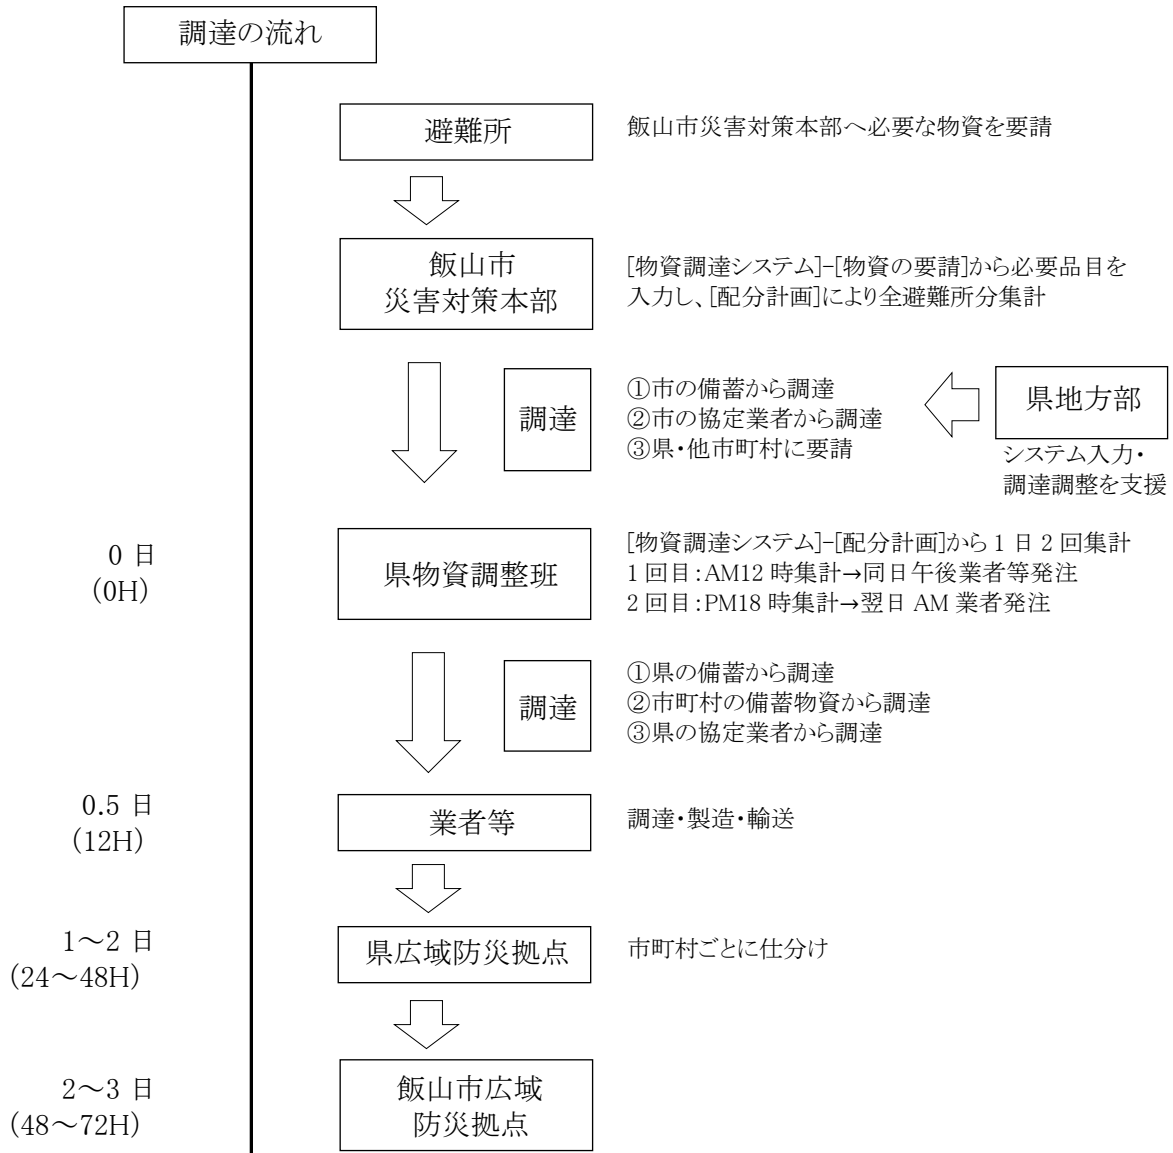 調達の流れ
避難所
飯山市災害対策本部へ必要な物資を要請
飯山市
災害対策本部
[物資調達システム]-[物資の要請]から必要品目を
入力し、[配分計画]により全避難所分集計
調達
①市の備蓄から調達
②市の協定業者から調達
③県・他市町村に要請
県地方部
システム入力・
調達調整を支援
0 日
(0H)
県物資調整班
[物資調達システム]-[配分計画]から 1 日 2 回集計
1 回目:AM12 時集計→同日午後業者等発注
2 回目:PM18 時集計→翌日 AM 業者発注
調達
①県の備蓄から調達
②市町村の備蓄物資から調達
③県の協定業者から調達
0.5 日
(12H)
業者等
調達・製造・輸送
1～2 日
(24～48H)
県広域防災拠点
市町村ごとに仕分け
2～3 日
(48～72H)
飯山市広域
防災拠点